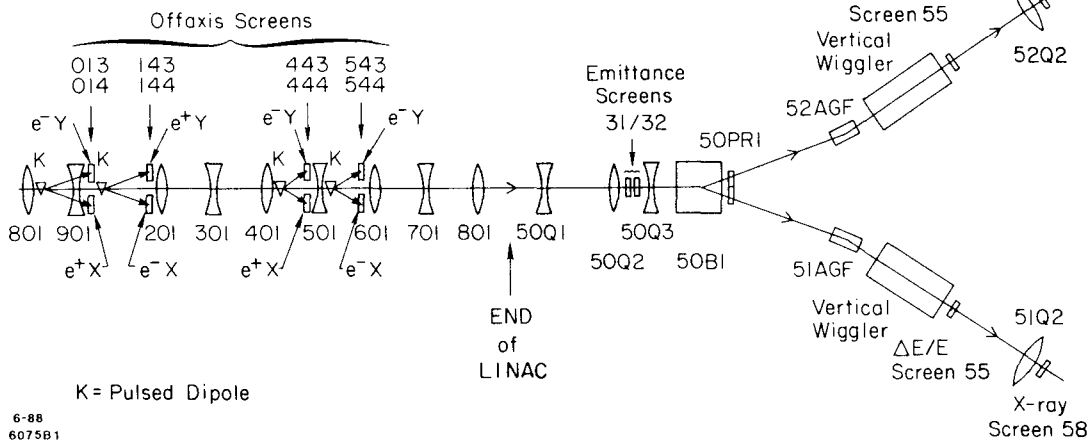 Offaxis Screens
013 143 443 543
014 144 444 544
e⁻Y e⁺Y e⁻Y e⁻Y
K K K K
801 901 201 301 401 501 601 701 801 50Q1
e⁺X e⁻X e⁺X e⁻X
END
of
LINAC
Emittance
Screens
31/32
50Q2 50Q3 50B1
50PR1
52AGF
Vertical
Wiggler
Screen 55
52Q2
51AGF
Vertical
Wiggler
ΔE/E
Screen 55
51Q2
X-ray
Screen 58
K = Pulsed Dipole
6-88
6075B1